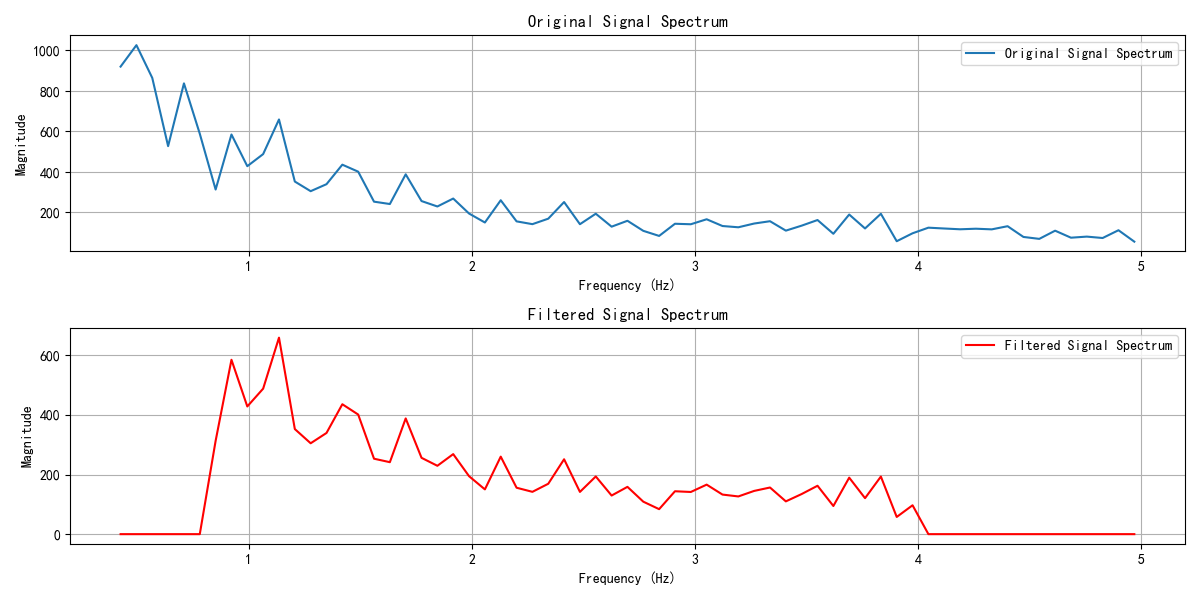 Original Signal Spectrum
Original Signal Spectrum
1000
800
600
400
200
Magnitude
1 2 3 4 5
Frequency (Hz)
Filtered Signal Spectrum
Filtered Signal Spectrum
600
400
200
0
Magnitude
1 2 3 4 5
Frequency (Hz)